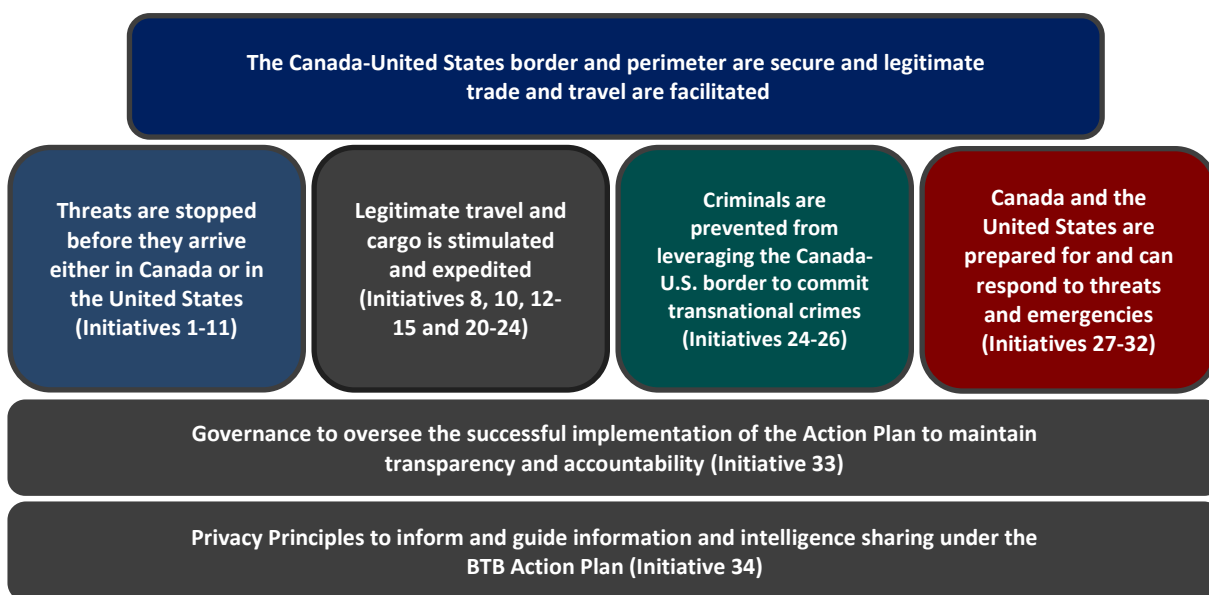 The Canada-United States border and perimeter are secure and legitimate
trade and travel are facilitated
Threats are stopped
before they arrive
either in Canada or in
the United States
(Initiatives 1-11)
Legitimate travel and
cargo is stimulated
and expedited
(Initiatives 8, 10, 12-
15 and 20-24)
Criminals are
prevented from
leveraging the Canada-
U.S. border to commit
transnational crimes
(Initiatives 24-26)
Canada and the
United States are
prepared for and can
respond to threats
and emergencies
(Initiatives 27-32)
Governance to oversee the successful implementation of the Action Plan to maintain
transparency and accountability (Initiative 33)
Privacy Principles to inform and guide information and intelligence sharing under the
BTB Action Plan (Initiative 34)